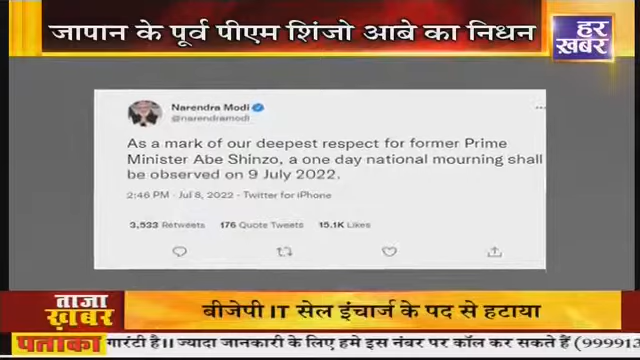 जापान के पूर्व पीएम शिंजो आबे का निधन
हर
ख़बर
Narendra Modi
@narendramodi
As a mark of our deepest respect for former Prime
Minister Abe Shinzo, a one day national mourning shall
be observed on 9 July 2022.
2:46 PM · Jul 8, 2022 · Twitter for iPhone
3,533 Retweets 176 Quote Tweets 15.1K Likes
ताजा
ख़बर
बीजेपी IT सेल इंचार्ज के पद से हटाया
पताका
गारंटी है।। ज्यादा जानकारी के लिए हमे इस नंबर पर कॉल कर सकते हैं (999913